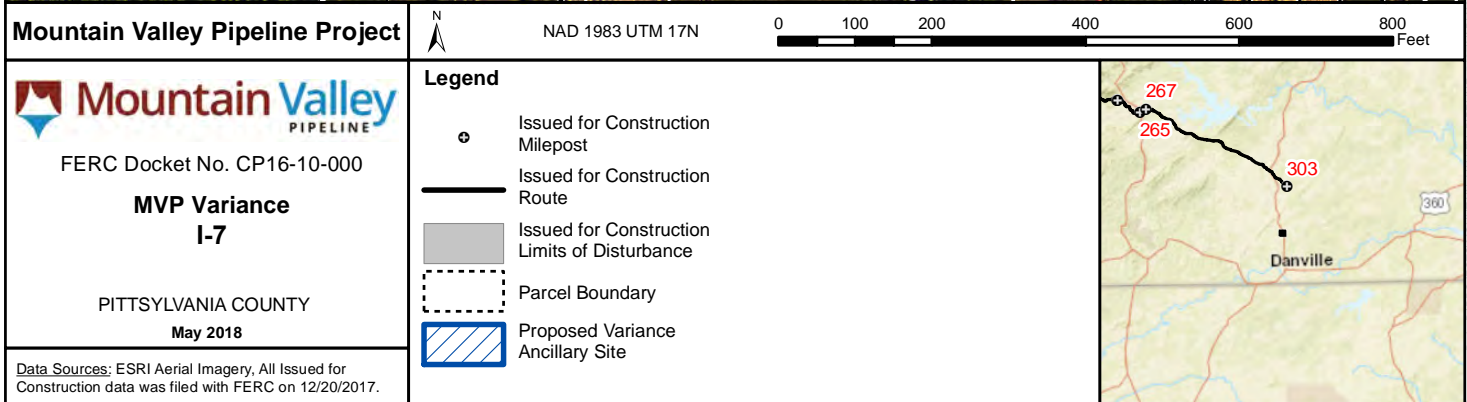 Mountain Valley Pipeline Project
N
NAD 1983 UTM 17N
0 100 200 400 600 800
Feet
Mountain Valley
PIPELINE
FERC Docket No. CP16-10-000
MVP Variance
I-7
PITTSYLVANIA COUNTY
May 2018
Data Sources: ESRI Aerial Imagery, All Issued for
Construction data was filed with FERC on 12/20/2017.
Legend
Issued for Construction
Milepost
Issued for Construction
Route
Issued for Construction
Limits of Disturbance
Parcel Boundary
Proposed Variance
Ancillary Site
267
265
303
360
Danville